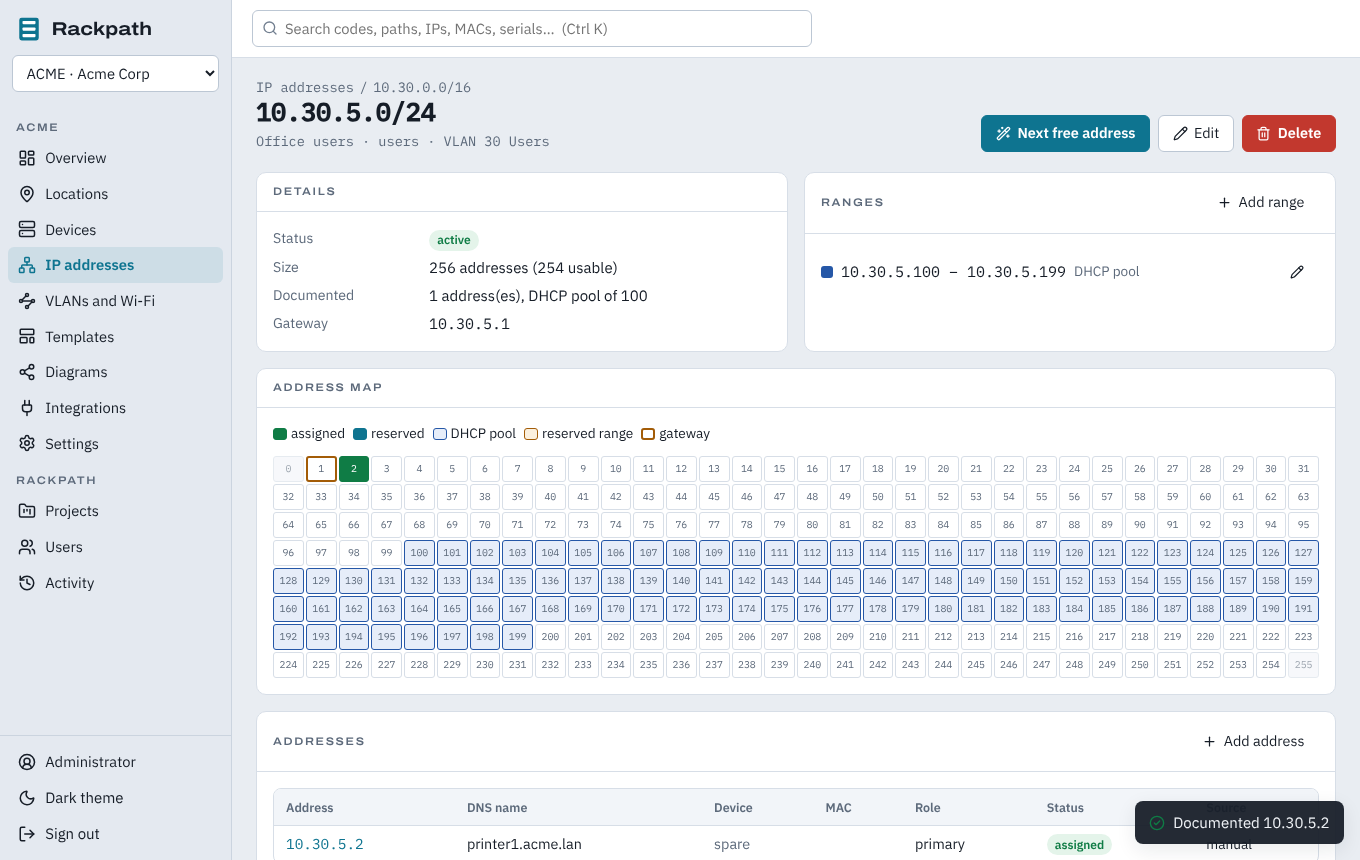 Rackpath
ACME · Acme Corp
ACME
Overview
Locations
Devices
IP addresses
VLANs and Wi-Fi
Templates
Diagrams
Integrations
Settings
RACKPATH
Projects
Users
Activity
Administrator
Dark theme
Sign out
Search codes, paths, IPs, MACs, serials... (Ctrl K)
IP addresses / 10.30.0.0/16
10.30.5.0/24
Office users · users · VLAN 30 Users
Next free address Edit Delete
DETAILS
Status active
Size 256 addresses (254 usable)
Documented 1 address(es), DHCP pool of 100
Gateway 10.30.5.1
RANGES + Add range
10.30.5.100 – 10.30.5.199 DHCP pool
ADDRESS MAP
assigned reserved DHCP pool reserved range gateway
0 1 2 3 4 5 6 7 8 9 10 11 12 13 14 15 16 17 18 19 20 21 22 23 24 25 26 27 28 29 30 31
32 33 34 35 36 37 38 39 40 41 42 43 44 45 46 47 48 49 50 51 52 53 54 55 56 57 58 59 60 61 62 63
64 65 66 67 68 69 70 71 72 73 74 75 76 77 78 79 80 81 82 83 84 85 86 87 88 89 90 91 92 93 94 95
96 97 98 99 100 101 102 103 104 105 106 107 108 109 110 111 112 113 114 115 116 117 118 119 120 121 122 123 124 125 126 127
128 129 130 131 132 133 134 135 136 137 138 139 140 141 142 143 144 145 146 147 148 149 150 151 152 153 154 155 156 157 158 159
160 161 162 163 164 165 166 167 168 169 170 171 172 173 174 175 176 177 178 179 180 181 182 183 184 185 186 187 188 189 190 191
192 193 194 195 196 197 198 199 200 201 202 203 204 205 206 207 208 209 210 211 212 213 214 215 216 217 218 219 220 221 222 223
224 225 226 227 228 229 230 231 232 233 234 235 236 237 238 239 240 241 242 243 244 245 246 247 248 249 250 251 252 253 254 255
ADDRESSES + Add address
Address DNS name Device MAC Role Status Source
10.30.5.2 printer1.acme.lan spare primary assigned manual
Documented 10.30.5.2